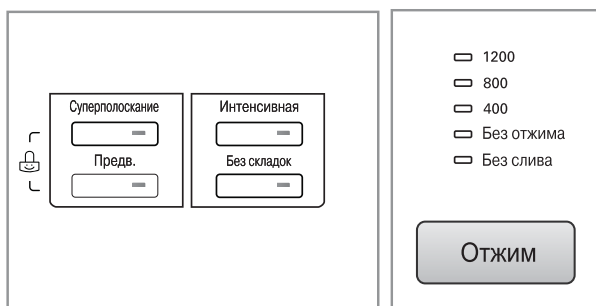 Суперполоскание
Интенсивная
Предв.
Без складок
1200
800
400
Без отжима
Без слива
Отжим